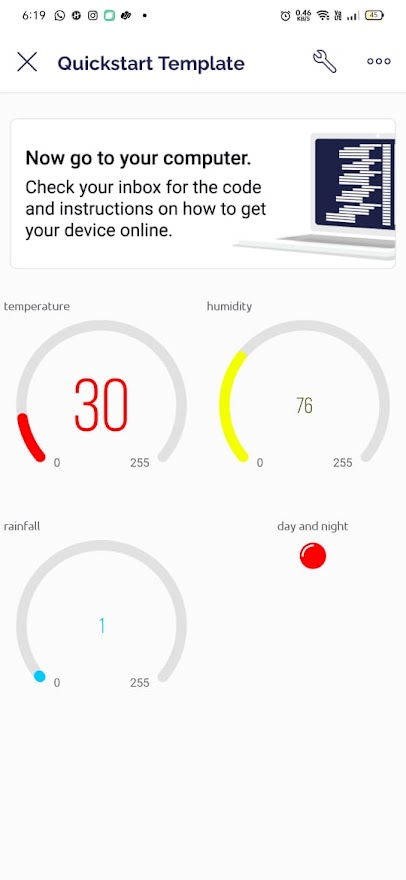 6:19
0.46
KB/S
45
Quickstart Template
Now go to your computer.
Check your inbox for the code
and instructions on how to get
your device online.
temperature
humidity
30
76
0
255
0
255
rainfall
day and night
1
0
255